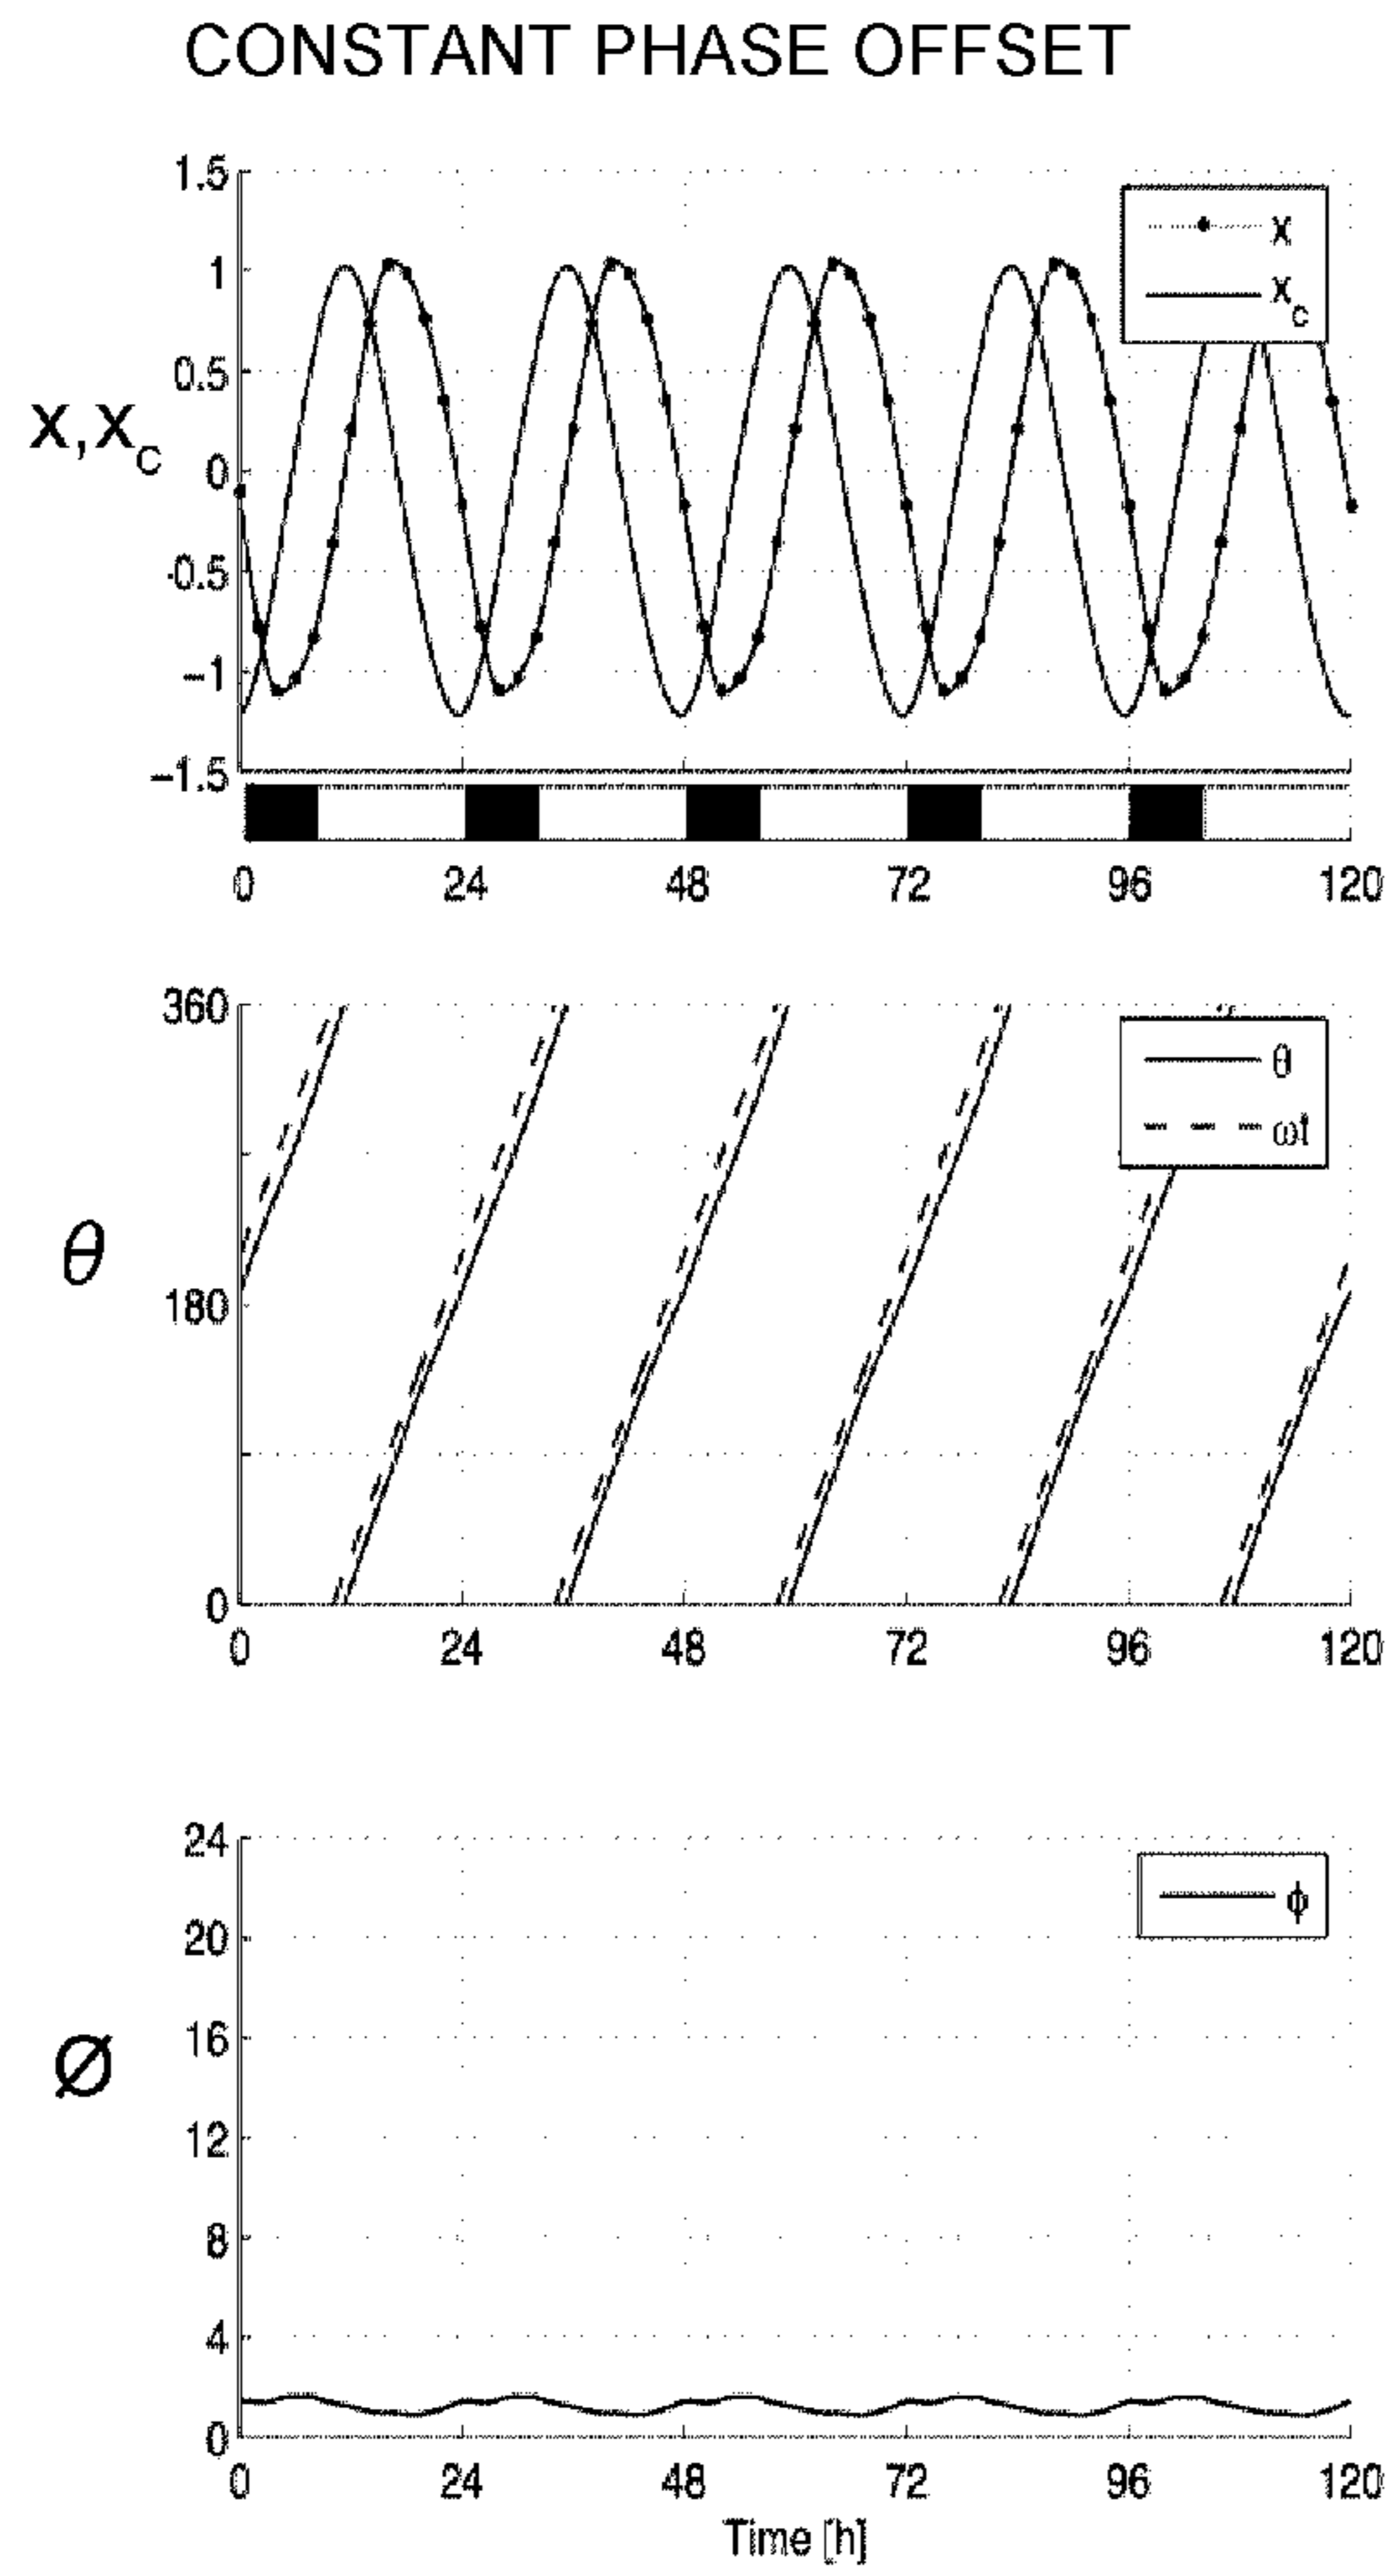 CONSTANT PHASE OFFSET
1.5
1
0.5
0
-0.5
−1
−1.5
x,xc
x
xc
0 24 48 72 96 120
360
180
0
θ
θ
ωt
0 24 48 72 96 120
24
20
16
12
8
4
0
Ø
ϕ
0 24 48 72 96 120
Time [h]